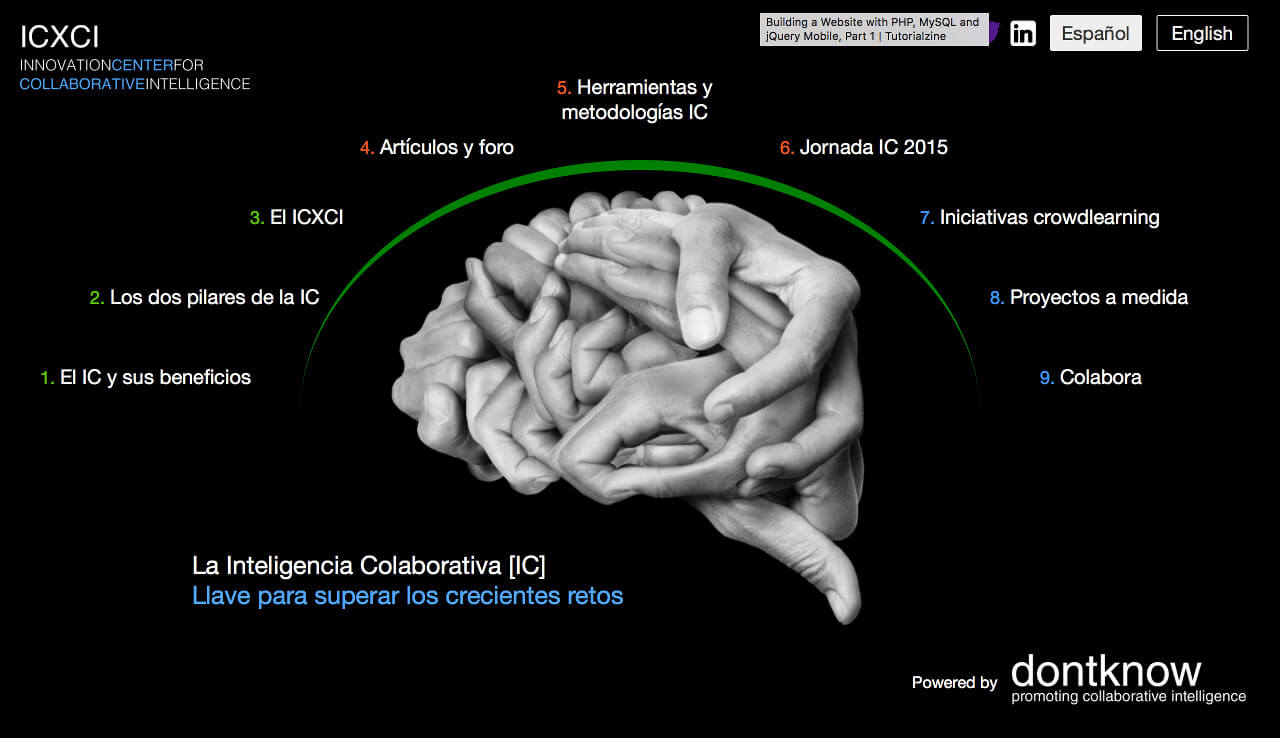 ICXCI
INNOVATIONCENTERFOR
COLLABORATIVEINTELLIGENCE
Building a Website with PHP, MySQL and
jQuery Mobile, Part 1 | Tutorialzine
in
Español
English
5. Herramientas y
metodologías IC
4. Artículos y foro
6. Jornada IC 2015
3. El ICXCI
7. Iniciativas crowdlearning
2. Los dos pilares de la IC
8. Proyectos a medida
1. El IC y sus beneficios
9. Colabora
La Inteligencia Colaborativa [IC]
Llave para superar los crecientes retos
Powered by dontknow
promoting collaborative intelligence